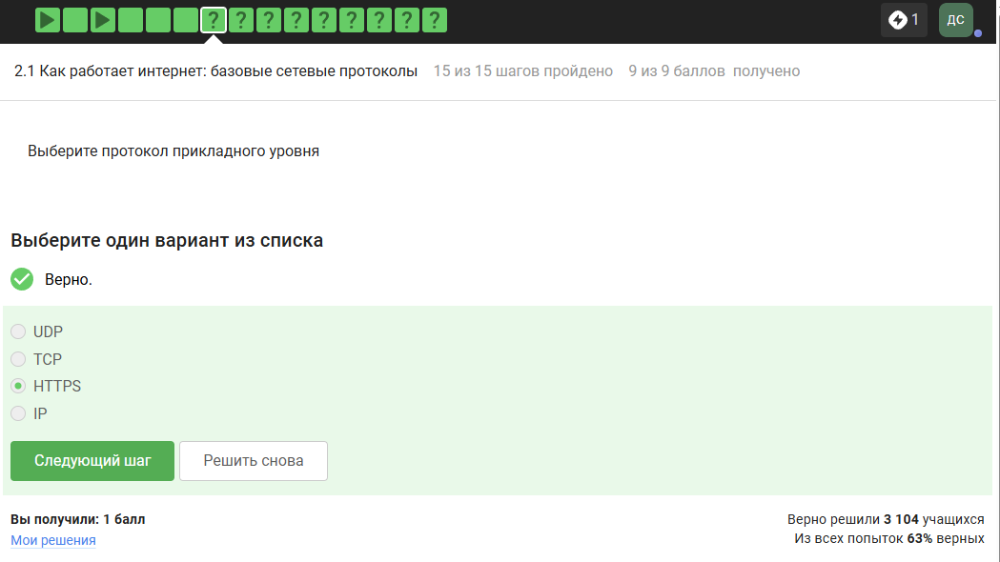 ? ? ? ? ? ? ? ? ?
1
ДС
2.1 Как работает интернет: базовые сетевые протоколы 15 из 15 шагов пройдено 9 из 9 баллов получено
Выберите протокол прикладного уровня
Выберите один вариант из списка
Верно.
UDP
TCP
HTTPS
IP
Следующий шаг Решить снова
Вы получили: 1 балл
Мои решения
Верно решили 3 104 учащихся
Из всех попыток 63% верных